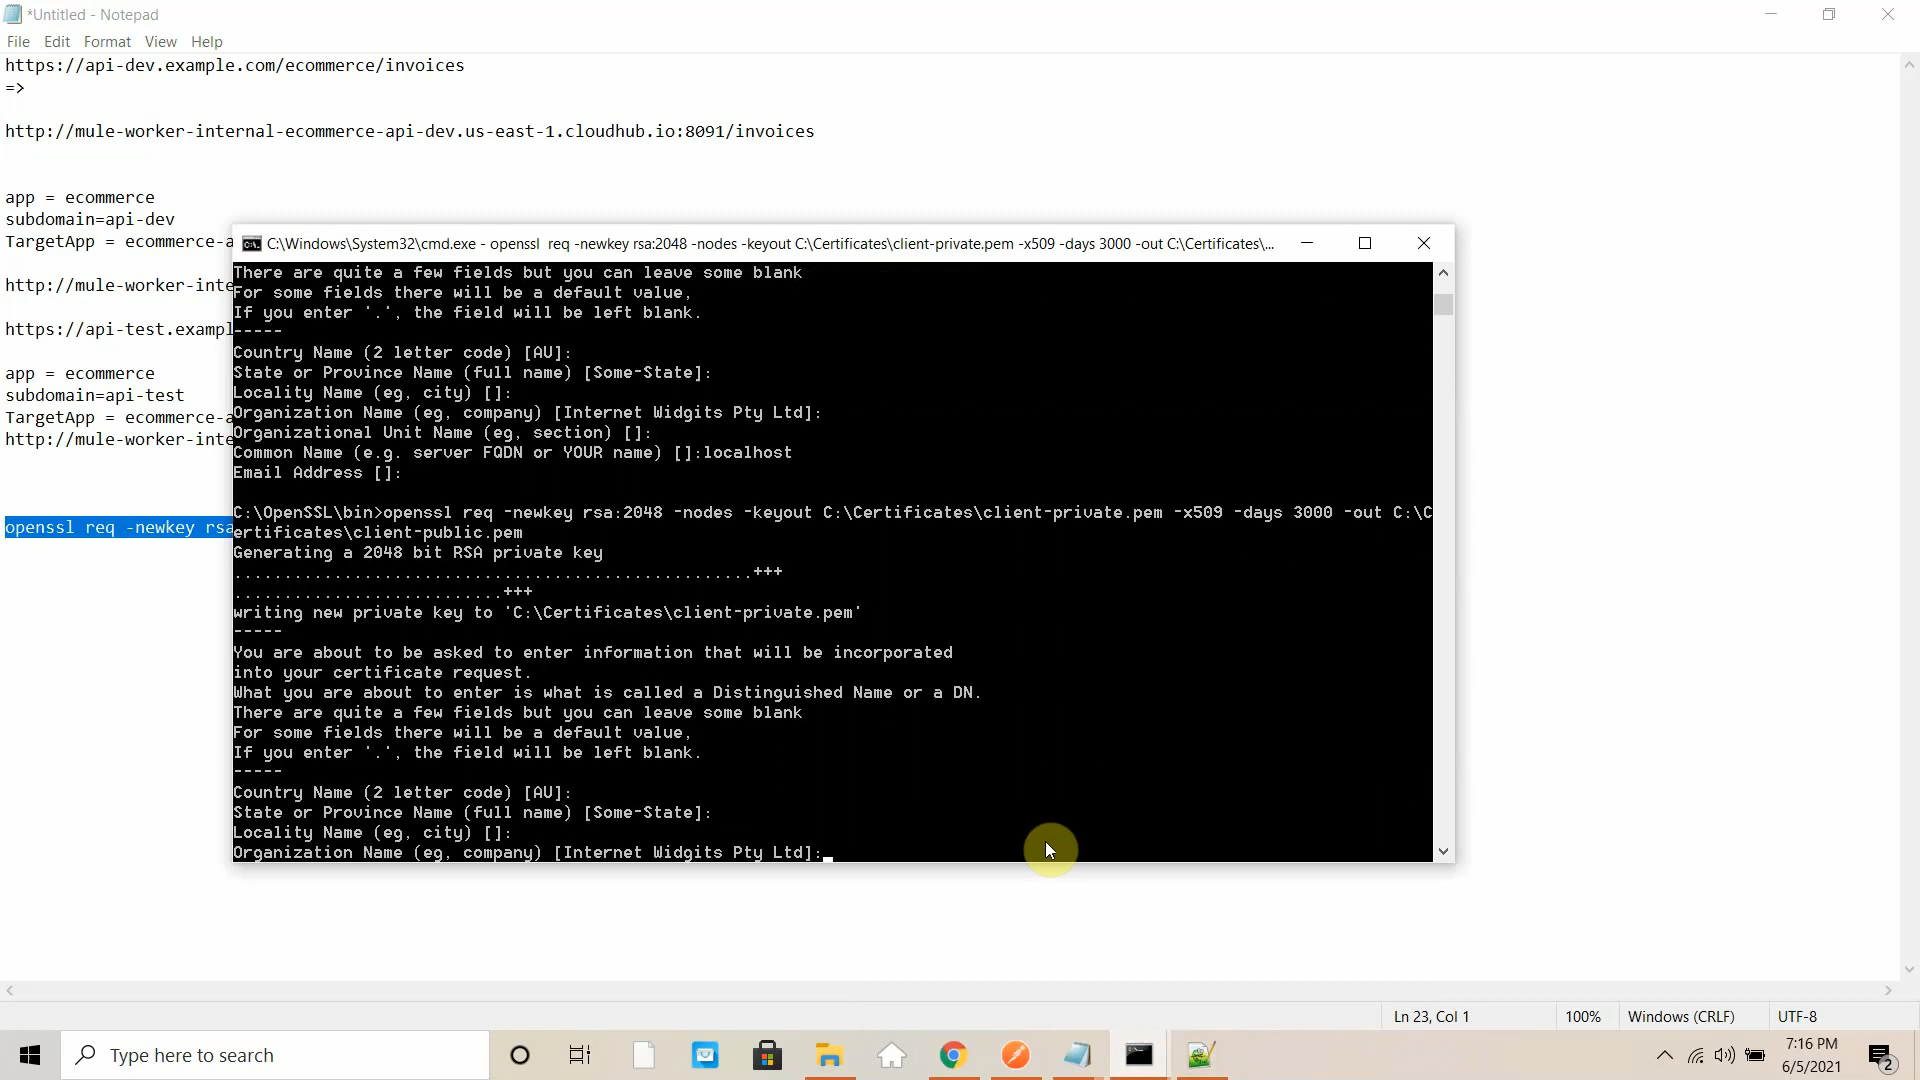 *Untitled - Notepad
File Edit Format View Help
https://api-dev.example.com/ecommerce/invoices
=>
http://mule-worker-internal-ecommerce-api-dev.us-east-1.cloudhub.io:8091/invoices
app = ecommerce
subdomain=api-dev
TargetApp = ecommerce-a
http://mule-worker-inte
https://api-test.exampl
app = ecommerce
subdomain=api-test
TargetApp = ecommerce-a
http://mule-worker-inte
openssl req -newkey rsa
C:\Windows\System32\cmd.exe - openssl req -newkey rsa:2048 -nodes -keyout C:\Certificates\client-private.pem -x509 -days 3000 -out C:\Certificates\...
There are quite a few fields but you can leave some blank
For some fields there will be a default value,
If you enter '.', the field will be left blank.
-----
Country Name (2 letter code) [AU]:
State or Province Name (full name) [Some-State]:
Locality Name (eg, city) []:
Organization Name (eg, company) [Internet Widgits Pty Ltd]:
Organizational Unit Name (eg, section) []:
Common Name (e.g. server FQDN or YOUR name) []:localhost
Email Address []:
C:\OpenSSL\bin>openssl req -newkey rsa:2048 -nodes -keyout C:\Certificates\client-private.pem -x509 -days 3000 -out C:\C
ertificates\client-public.pem
Generating a 2048 bit RSA private key
....................................................+++
...........................+++
writing new private key to 'C:\Certificates\client-private.pem'
-----
You are about to be asked to enter information that will be incorporated
into your certificate request.
What you are about to enter is what is called a Distinguished Name or a DN.
There are quite a few fields but you can leave some blank
For some fields there will be a default value,
If you enter '.', the field will be left blank.
-----
Country Name (2 letter code) [AU]:
State or Province Name (full name) [Some-State]:
Locality Name (eg, city) []:
Organization Name (eg, company) [Internet Widgits Pty Ltd]:
Ln 23, Col 1
100%
Windows (CRLF)
UTF-8
Type here to search
7:16 PM
6/5/2021
2